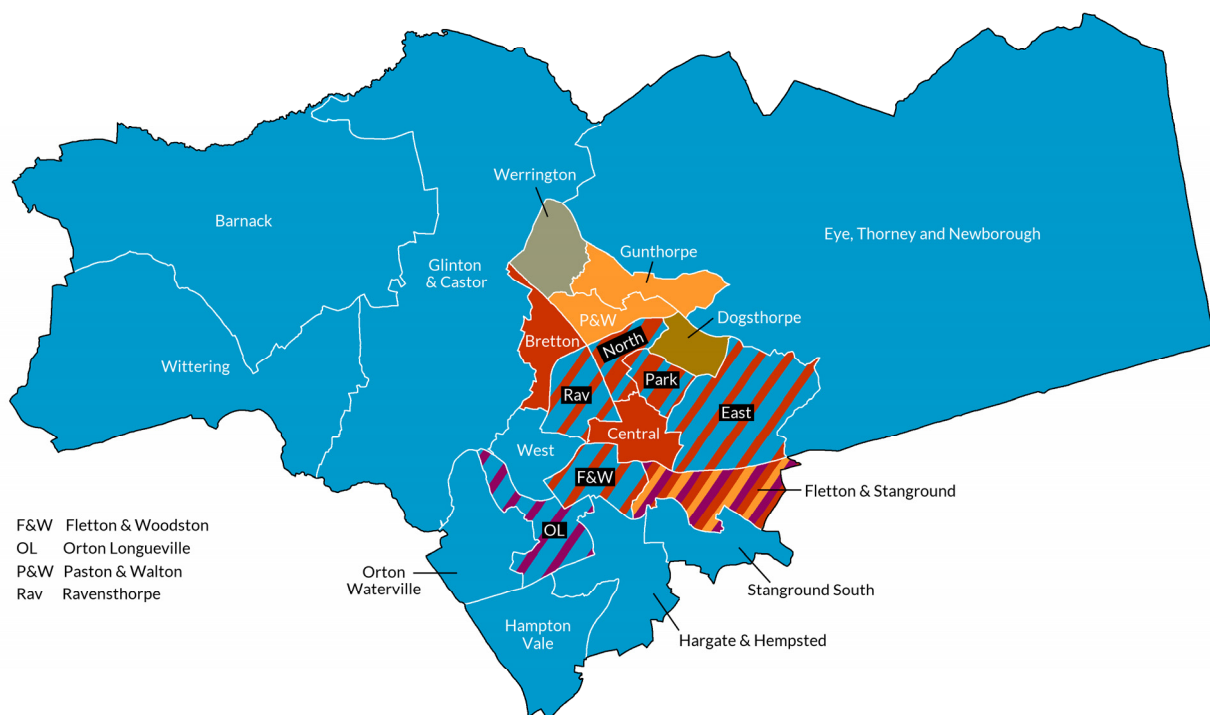 Werrington
Barnack
Gunthorpe
Eye, Thorney and Newborough
Glinton
& Castor
P&W
Dogsthorpe
Bretton
North
Wittering
Park
Rav
East
Central
West
F&W
Fletton & Stanground
OL
F&W Fletton & Woodston
OL Orton Longueville
P&W Paston & Walton
Rav Ravensthorpe
Orton
Waterville
Stanground South
Hampton
Vale
Hargate & Hempsted